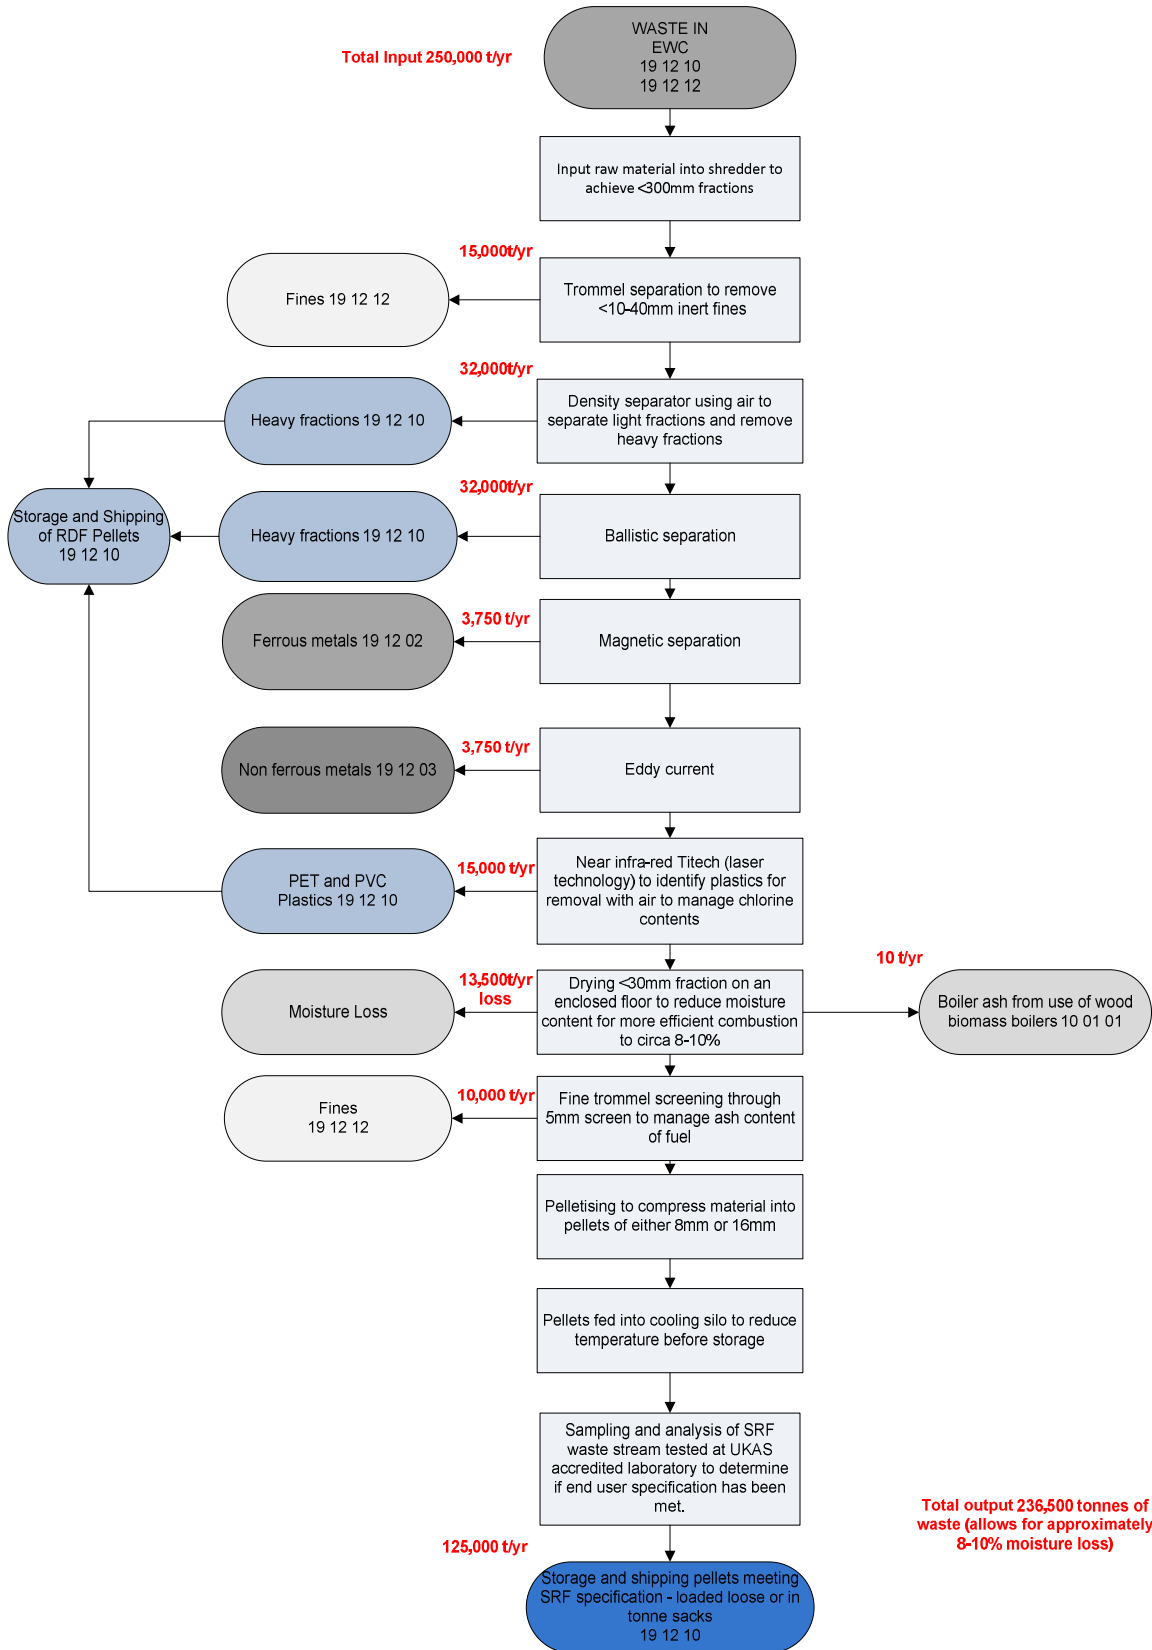 WASTE IN
EWC
19 12 10
19 12 12
Total Input 250,000 t/yr
Input raw material into shredder to
achieve <300mm fractions
15,000t/yr
Trommel separation to remove
<10-40mm inert fines
Fines 19 12 12
32,000t/yr
Density separator using air to
separate light fractions and remove
heavy fractions
Heavy fractions 19 12 10
32,000t/yr
Ballistic separation
Heavy fractions 19 12 10
Storage and Shipping
of RDF Pellets
19 12 10
3,750 t/yr
Magnetic separation
Ferrous metals 19 12 02
3,750 t/yr
Eddy current
Non ferrous metals 19 12 03
15,000 t/yr
Near infra-red Titech (laser
technology) to identify plastics for
removal with air to manage chlorine
contents
PET and PVC
Plastics 19 12 10
13,500t/yr
loss
Drying <30mm fraction on an
enclosed floor to reduce moisture
content for more efficient combustion
to circa 8-10%
Moisture Loss
10 t/yr
Boiler ash from use of wood
biomass boilers 10 01 01
10,000 t/yr
Fine trommel screening through
5mm screen to manage ash content
of fuel
Fines
19 12 12
Pelletising to compress material into
pellets of either 8mm or 16mm
Pellets fed into cooling silo to reduce
temperature before storage
Sampling and analysis of SRF
waste stream tested at UKAS
accredited laboratory to determine
if end user specification has been
met.
Total output 236,500 tonnes of
waste (allows for approximately
8-10% moisture loss)
125,000 t/yr
Storage and shipping pellets meeting
SRF specification - loaded loose or in
tonne sacks
19 12 10